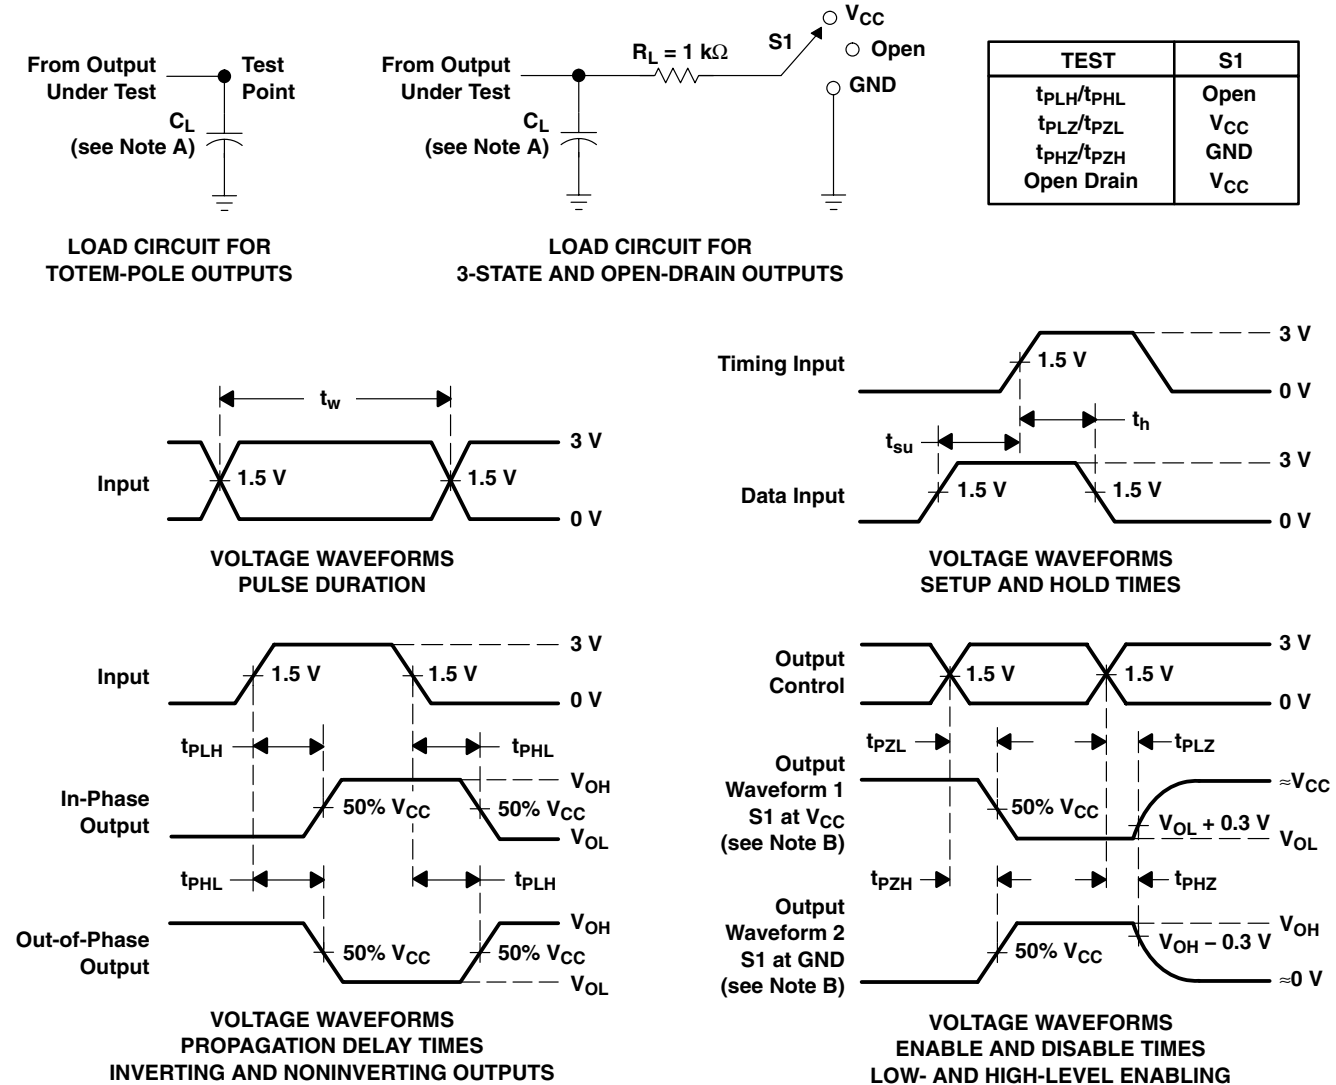 From Output
Under Test
Test
Point
CL
(see Note A)
LOAD CIRCUIT FOR
TOTEM-POLE OUTPUTS
From Output
Under Test
RL = 1 kΩ
S1
VCC
Open
GND
CL
(see Note A)
LOAD CIRCUIT FOR
3-STATE AND OPEN-DRAIN OUTPUTS
TEST S1
tPLH/tPHL Open
tPLZ/tPZL VCC
tPHZ/tPZH GND
Open Drain VCC
tw
Input
1.5 V
1.5 V
3 V
0 V
VOLTAGE WAVEFORMS
PULSE DURATION
Timing Input
1.5 V
3 V
0 V
tsu
th
Data Input
1.5 V
1.5 V
3 V
0 V
VOLTAGE WAVEFORMS
SETUP AND HOLD TIMES
Input
1.5 V
1.5 V
3 V
0 V
tPLH
tPHL
In-Phase
Output
50% VCC
50% VCC
VOH
VOL
tPHL
tPLH
Out-of-Phase
Output
50% VCC
50% VCC
VOH
VOL
VOLTAGE WAVEFORMS
PROPAGATION DELAY TIMES
INVERTING AND NONINVERTING OUTPUTS
Output
Control
1.5 V
1.5 V
3 V
0 V
tPZL
tPLZ
Output
Waveform 1
S1 at VCC
(see Note B)
50% VCC
VOL + 0.3 V
≈VCC
VOL
tPZH
tPHZ
Output
Waveform 2
S1 at GND
(see Note B)
50% VCC
VOH − 0.3 V
VOH
≈0 V
VOLTAGE WAVEFORMS
ENABLE AND DISABLE TIMES
LOW- AND HIGH-LEVEL ENABLING